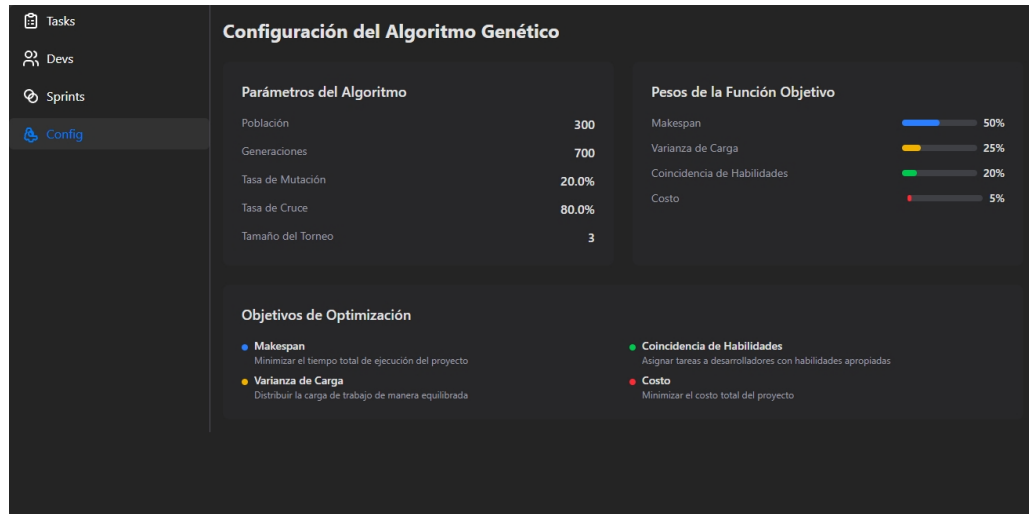 Tasks
Devs
Sprints
Config
Configuración del Algoritmo Genético
Parámetros del Algoritmo
Población 300
Generaciones 700
Tasa de Mutación 20.0%
Tasa de Cruce 80.0%
Tamaño del Torneo 3
Pesos de la Función Objetivo
Makespan 50%
Varianza de Carga 25%
Coincidencia de Habilidades 20%
Costo 5%
Objetivos de Optimización
Makespan
Minimizar el tiempo total de ejecución del proyecto
Varianza de Carga
Distribuir la carga de trabajo de manera equilibrada
Coincidencia de Habilidades
Asignar tareas a desarrolladores con habilidades apropiadas
Costo
Minimizar el costo total del proyecto